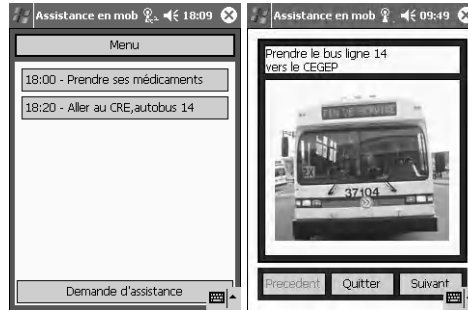 Assistance en mob 18:09
Menu
18:00 - Prendre ses médicaments
18:20 - Aller au CRE,autobus 14
Demande d'assistance
Assistance en mob 09:49
Prendre le bus ligne 14
vers le CEGEP
37104
Precedent Quitter Suivant